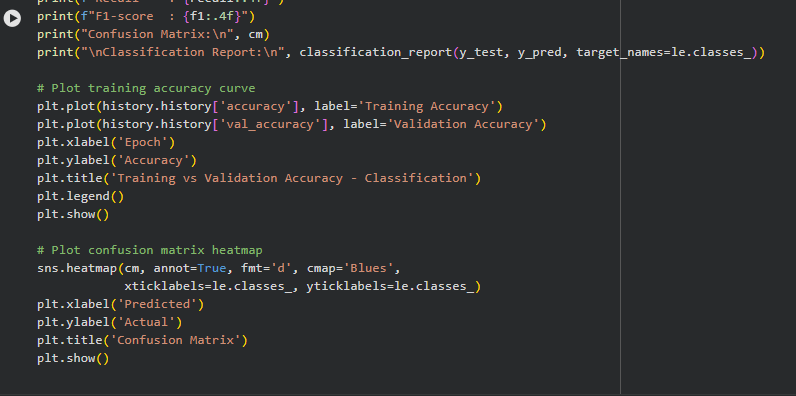 print(f"F1-score  : {f1:.4f}")
print("Confusion Matrix:\n", cm)
print("\nClassification Report:\n", classification_report(y_test, y_pred, target_names=le.classes_))
# Plot training accuracy curve
plt.plot(history.history['accuracy'], label='Training Accuracy')
plt.plot(history.history['val_accuracy'], label='Validation Accuracy')
plt.xlabel('Epoch')
plt.ylabel('Accuracy')
plt.title('Training vs Validation Accuracy - Classification')
plt.legend()
plt.show()
# Plot confusion matrix heatmap
sns.heatmap(cm, annot=True, fmt='d', cmap='Blues',
            xticklabels=le.classes_, yticklabels=le.classes_)
plt.xlabel('Predicted')
plt.ylabel('Actual')
plt.title('Confusion Matrix')
plt.show()